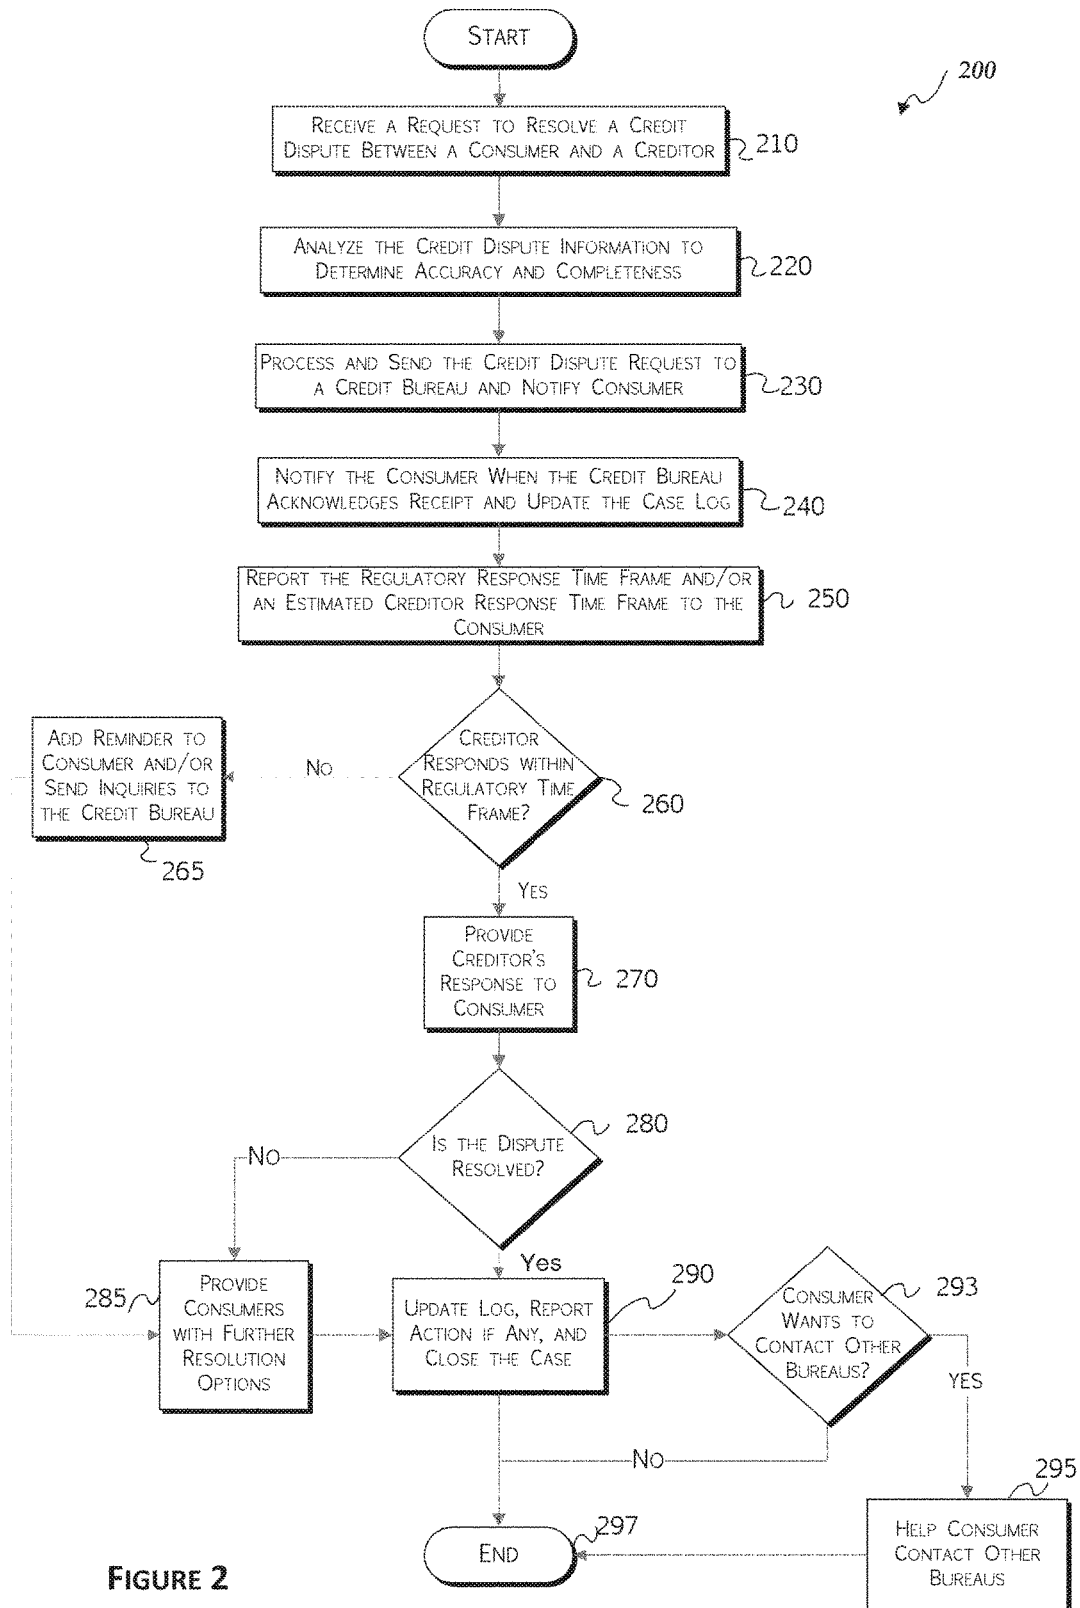 START
200
RECEIVE A REQUEST TO RESOLVE A CREDIT
DISPUTE BETWEEN A CONSUMER AND A CREDITOR
210
ANALYZE THE CREDIT DISPUTE INFORMATION TO
DETERMINE ACCURACY AND COMPLETENESS
220
PROCESS AND SEND THE CREDIT DISPUTE REQUEST TO
A CREDIT BUREAU AND NOTIFY CONSUMER
230
NOTIFY THE CONSUMER WHEN THE CREDIT BUREAU
ACKNOWLEDGES RECEIPT AND UPDATE THE CASE LOG
240
REPORT THE REGULATORY RESPONSE TIME FRAME AND/OR
AN ESTIMATED CREDITOR RESPONSE TIME FRAME TO THE
CONSUMER
250
CREDITOR
RESPONDS WITHIN
REGULATORY TIME
FRAME?
260
NO
ADD REMINDER TO
CONSUMER AND/OR
SEND INQUIRIES TO
THE CREDIT BUREAU
265
YES
PROVIDE
CREDITOR'S
RESPONSE TO
CONSUMER
270
IS THE DISPUTE
RESOLVED?
280
NO
Yes
285
PROVIDE
CONSUMERS
WITH FURTHER
RESOLUTION
OPTIONS
UPDATE LOG, REPORT
ACTION IF ANY, AND
CLOSE THE CASE
290
CONSUMER
WANTS TO
CONTACT OTHER
BUREAUS?
293
YES
NO
295
HELP CONSUMER
CONTACT OTHER
BUREAUS
END
297
FIGURE 2